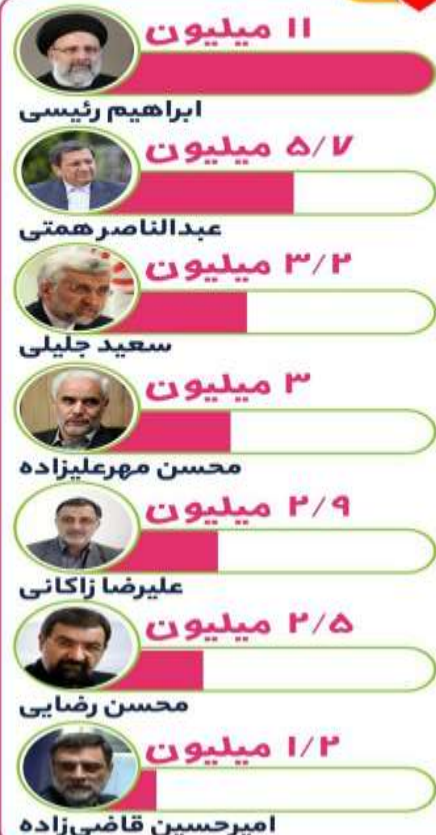 ۱۱ میلیون
ابراهیم رئیسی
۵/۷ میلیون
عبدالناصر همتی
۳/۲ میلیون
سعید جلیلی
۳ میلیون
محسن مهرعلیزاده
۲/۹ میلیون
علیرضا زاکانی
۲/۵ میلیون
محسن رضایی
۱/۲ میلیون
امیرحسین قاضی‌زاده